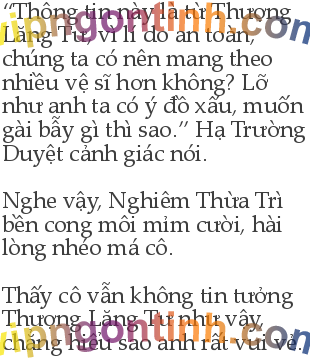 “Thông tin này là từ Thượng
Lăng Tư, vì lí do an toàn,
chúng ta có nên mang theo
nhiều vệ sĩ hơn không? Lỡ
như anh ta có ý đồ xấu, muốn
gài bẫy gì thì sao.” Hạ Trường
Duyệt cảnh giác nói.

Nghe vậy, Nghiêm Thừa Trì
bèn cong môi mỉm cười, hài
lòng nhéo má cô.

Thấy cô vẫn không tin tưởng
Thượng Lăng Tư như vậy,
chẳng hiểu sao anh rất vui vẻ.
vipngontinh.com
vipngontinh.com